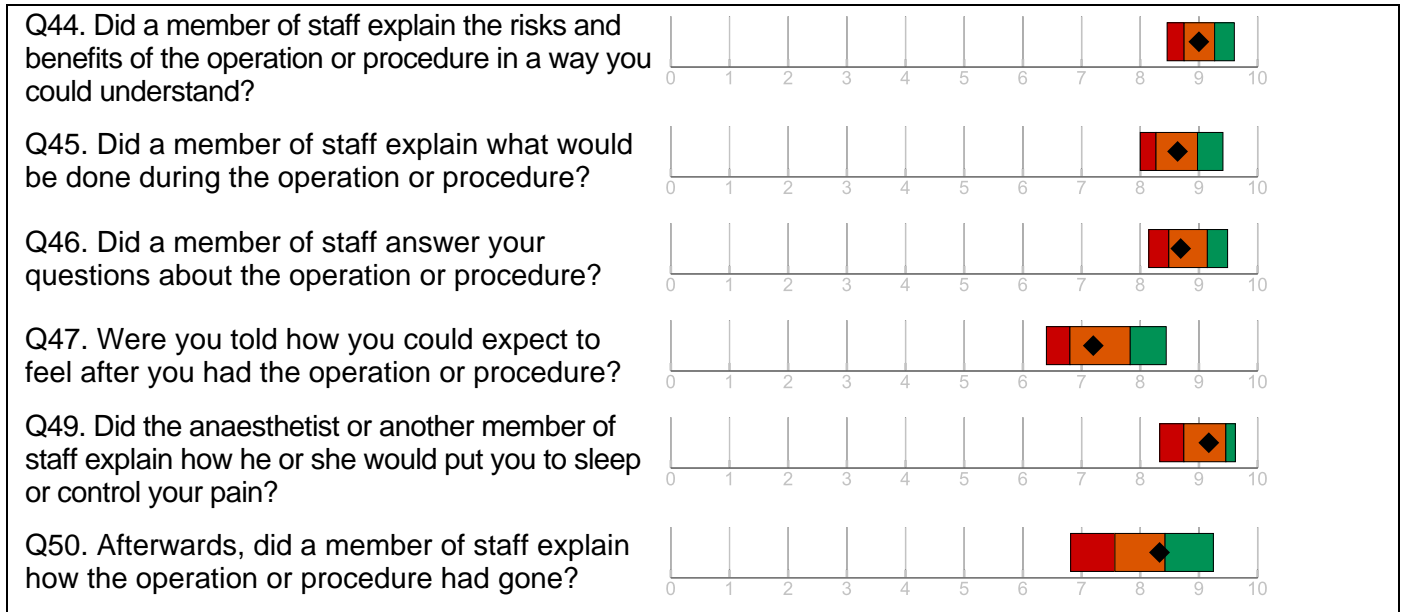 Q44. Did a member of staff explain the risks and
benefits of the operation or procedure in a way you
could understand?
0 1 2 3 4 5 6 7 8 9 10
Q45. Did a member of staff explain what would
be done during the operation or procedure?
0 1 2 3 4 5 6 7 8 9 10
Q46. Did a member of staff answer your
questions about the operation or procedure?
0 1 2 3 4 5 6 7 8 9 10
Q47. Were you told how you could expect to
feel after you had the operation or procedure?
0 1 2 3 4 5 6 7 8 9 10
Q49. Did the anaesthetist or another member of
staff explain how he or she would put you to sleep
or control your pain?
0 1 2 3 4 5 6 7 8 9 10
Q50. Afterwards, did a member of staff explain
how the operation or procedure had gone?
0 1 2 3 4 5 6 7 8 9 10